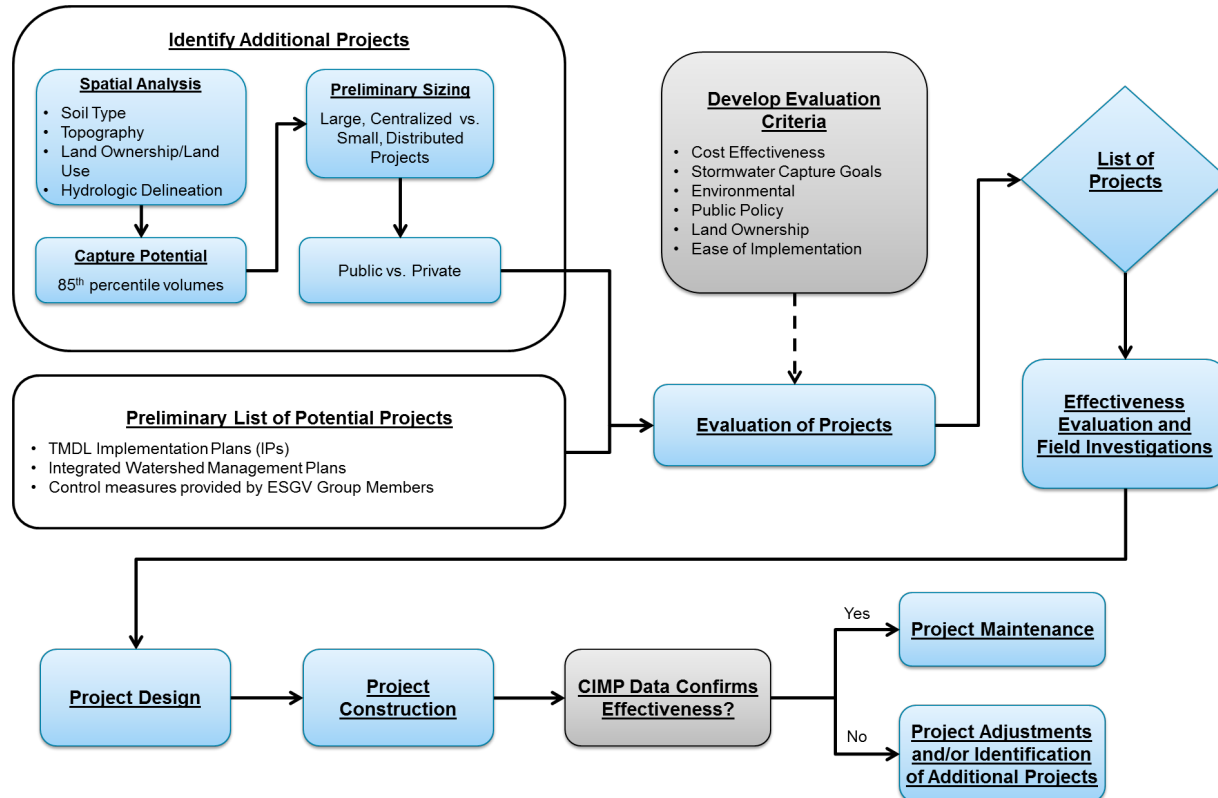 Identify Additional Projects
Spatial Analysis
• Soil Type
• Topography
• Land Ownership/Land
Use
• Hydrologic Delineation
Capture Potential
85th percentile volumes
Preliminary Sizing
Large, Centralized vs.
Small, Distributed
Projects
Public vs. Private
Preliminary List of Potential Projects
• TMDL Implementation Plans (IPs)
• Integrated Watershed Management Plans
• Control measures provided by ESGV Group Members
Develop Evaluation
Criteria
• Cost Effectiveness
• Stormwater Capture Goals
• Environmental
• Public Policy
• Land Ownership
• Ease of Implementation
Evaluation of Projects
List of
Projects
Effectiveness
Evaluation and
Field Investigations
Project Design
Project
Construction
CIMP Data Confirms
Effectiveness?
Yes
Project Maintenance
No
Project Adjustments
and/or Identification
of Additional Projects